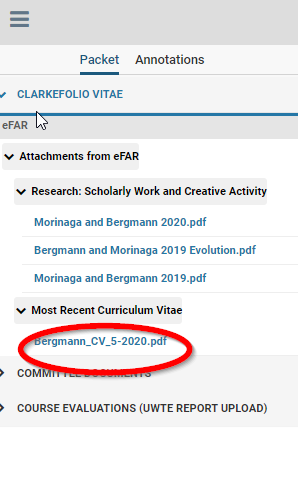 Packet Annotations
CLARKEFOLIO VITAE
eFAR
Attachments from eFAR
Research: Scholarly Work and Creative Activity
Morinaga and Bergmann 2020.pdf
Bergmann and Morinaga 2019 Evolution.pdf
Morinaga and Bergmann 2019.pdf
Most Recent Curriculum Vitae
Bergmann_CV_5-2020.pdf
COMMITTEE DOCUMENTS
COURSE EVALUATIONS (UWTE REPORT UPLOAD)